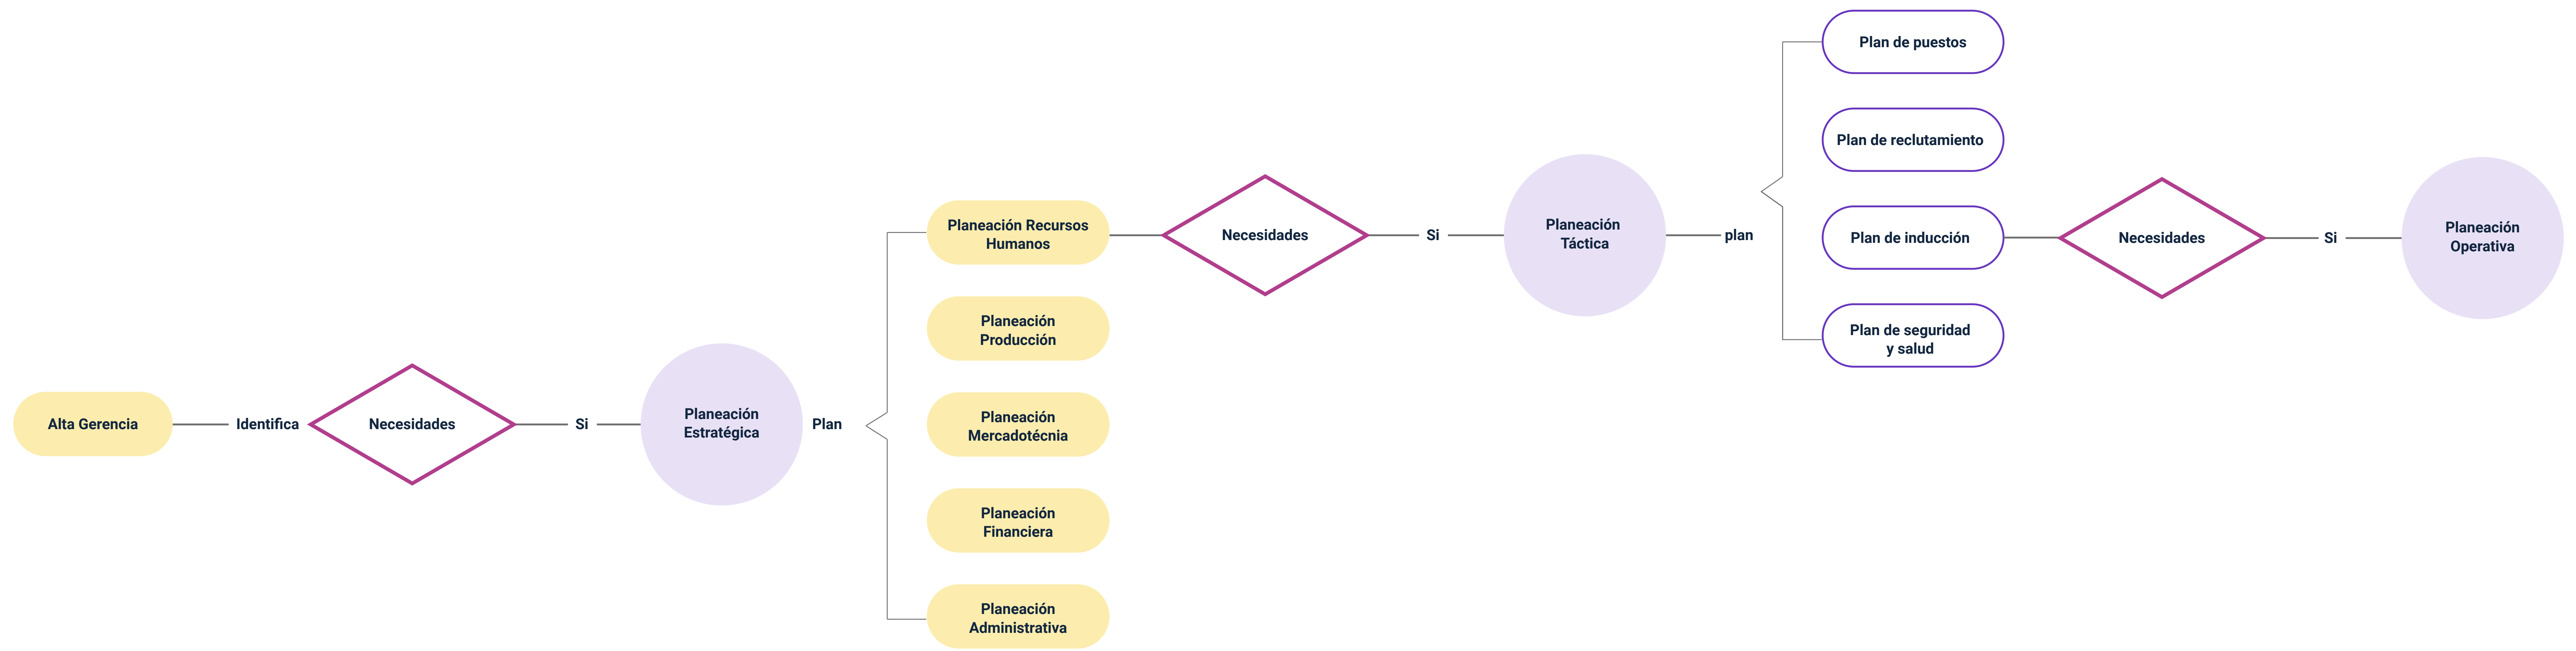 Alta Gerencia
Identifica
Necesidades
Si
Planeación
Estratégica
Plan
Planeación Recursos
Humanos
Planeación
Producción
Planeación
Mercadotécnia
Planeación
Financiera
Planeación
Administrativa
Necesidades
Si
Planeación
Táctica
plan
Plan de puestos
Plan de reclutamiento
Plan de inducción
Plan de seguridad
y salud
Necesidades
Si
Planeación
Operativa